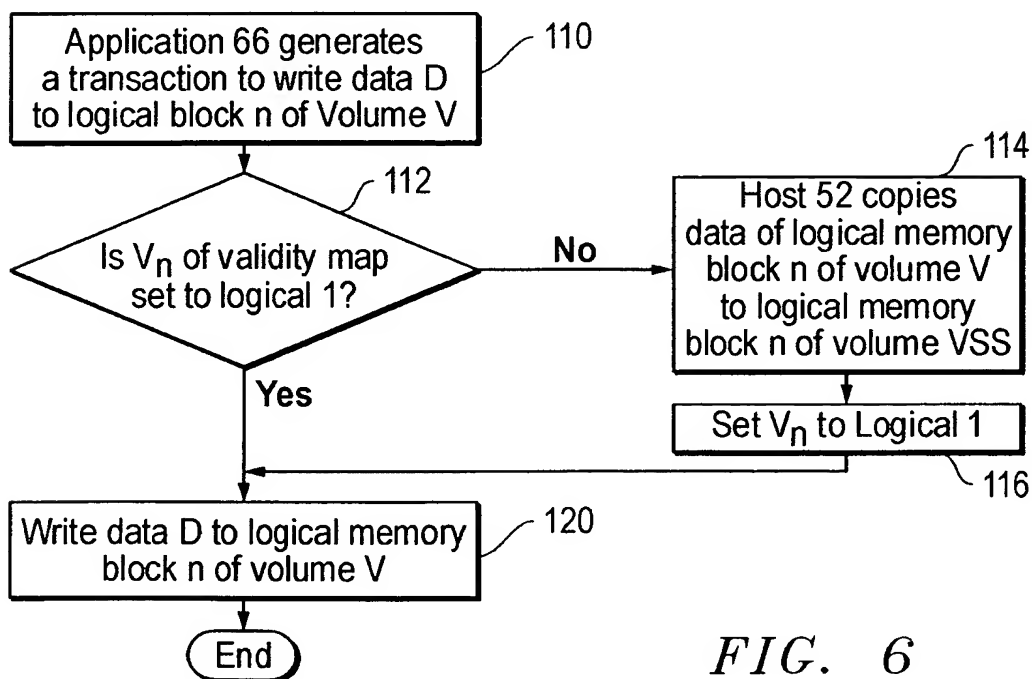 Application 66 generates
a transaction to write data D
to logical block n of Volume V
110
112
Is Vn of validity map
set to logical 1?
No
Yes
114
Host 52 copies
data of logical memory
block n of volume V
to logical memory
block n of volume VSS
Set Vn to Logical 1
116
Write data D to logical memory
block n of volume V
120
End
FIG. 6